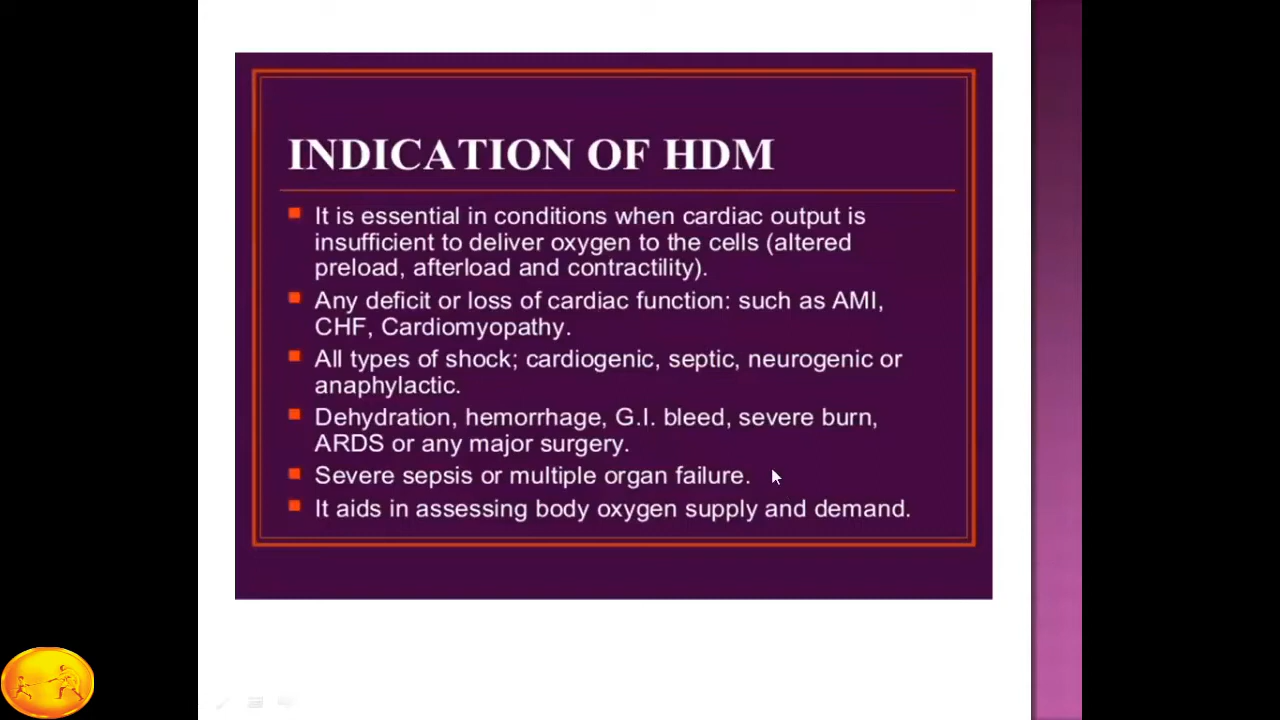 INDICATION OF HDM
It is essential in conditions when cardiac output is
insufficient to deliver oxygen to the cells (altered
preload, afterload and contractility).
Any deficit or loss of cardiac function: such as AMI,
CHF, Cardiomyopathy.
All types of shock; cardiogenic, septic, neurogenic or
anaphylactic.
Dehydration, hemorrhage, G.I. bleed, severe burn,
ARDS or any major surgery.
Severe sepsis or multiple organ failure.
It aids in assessing body oxygen supply and demand.